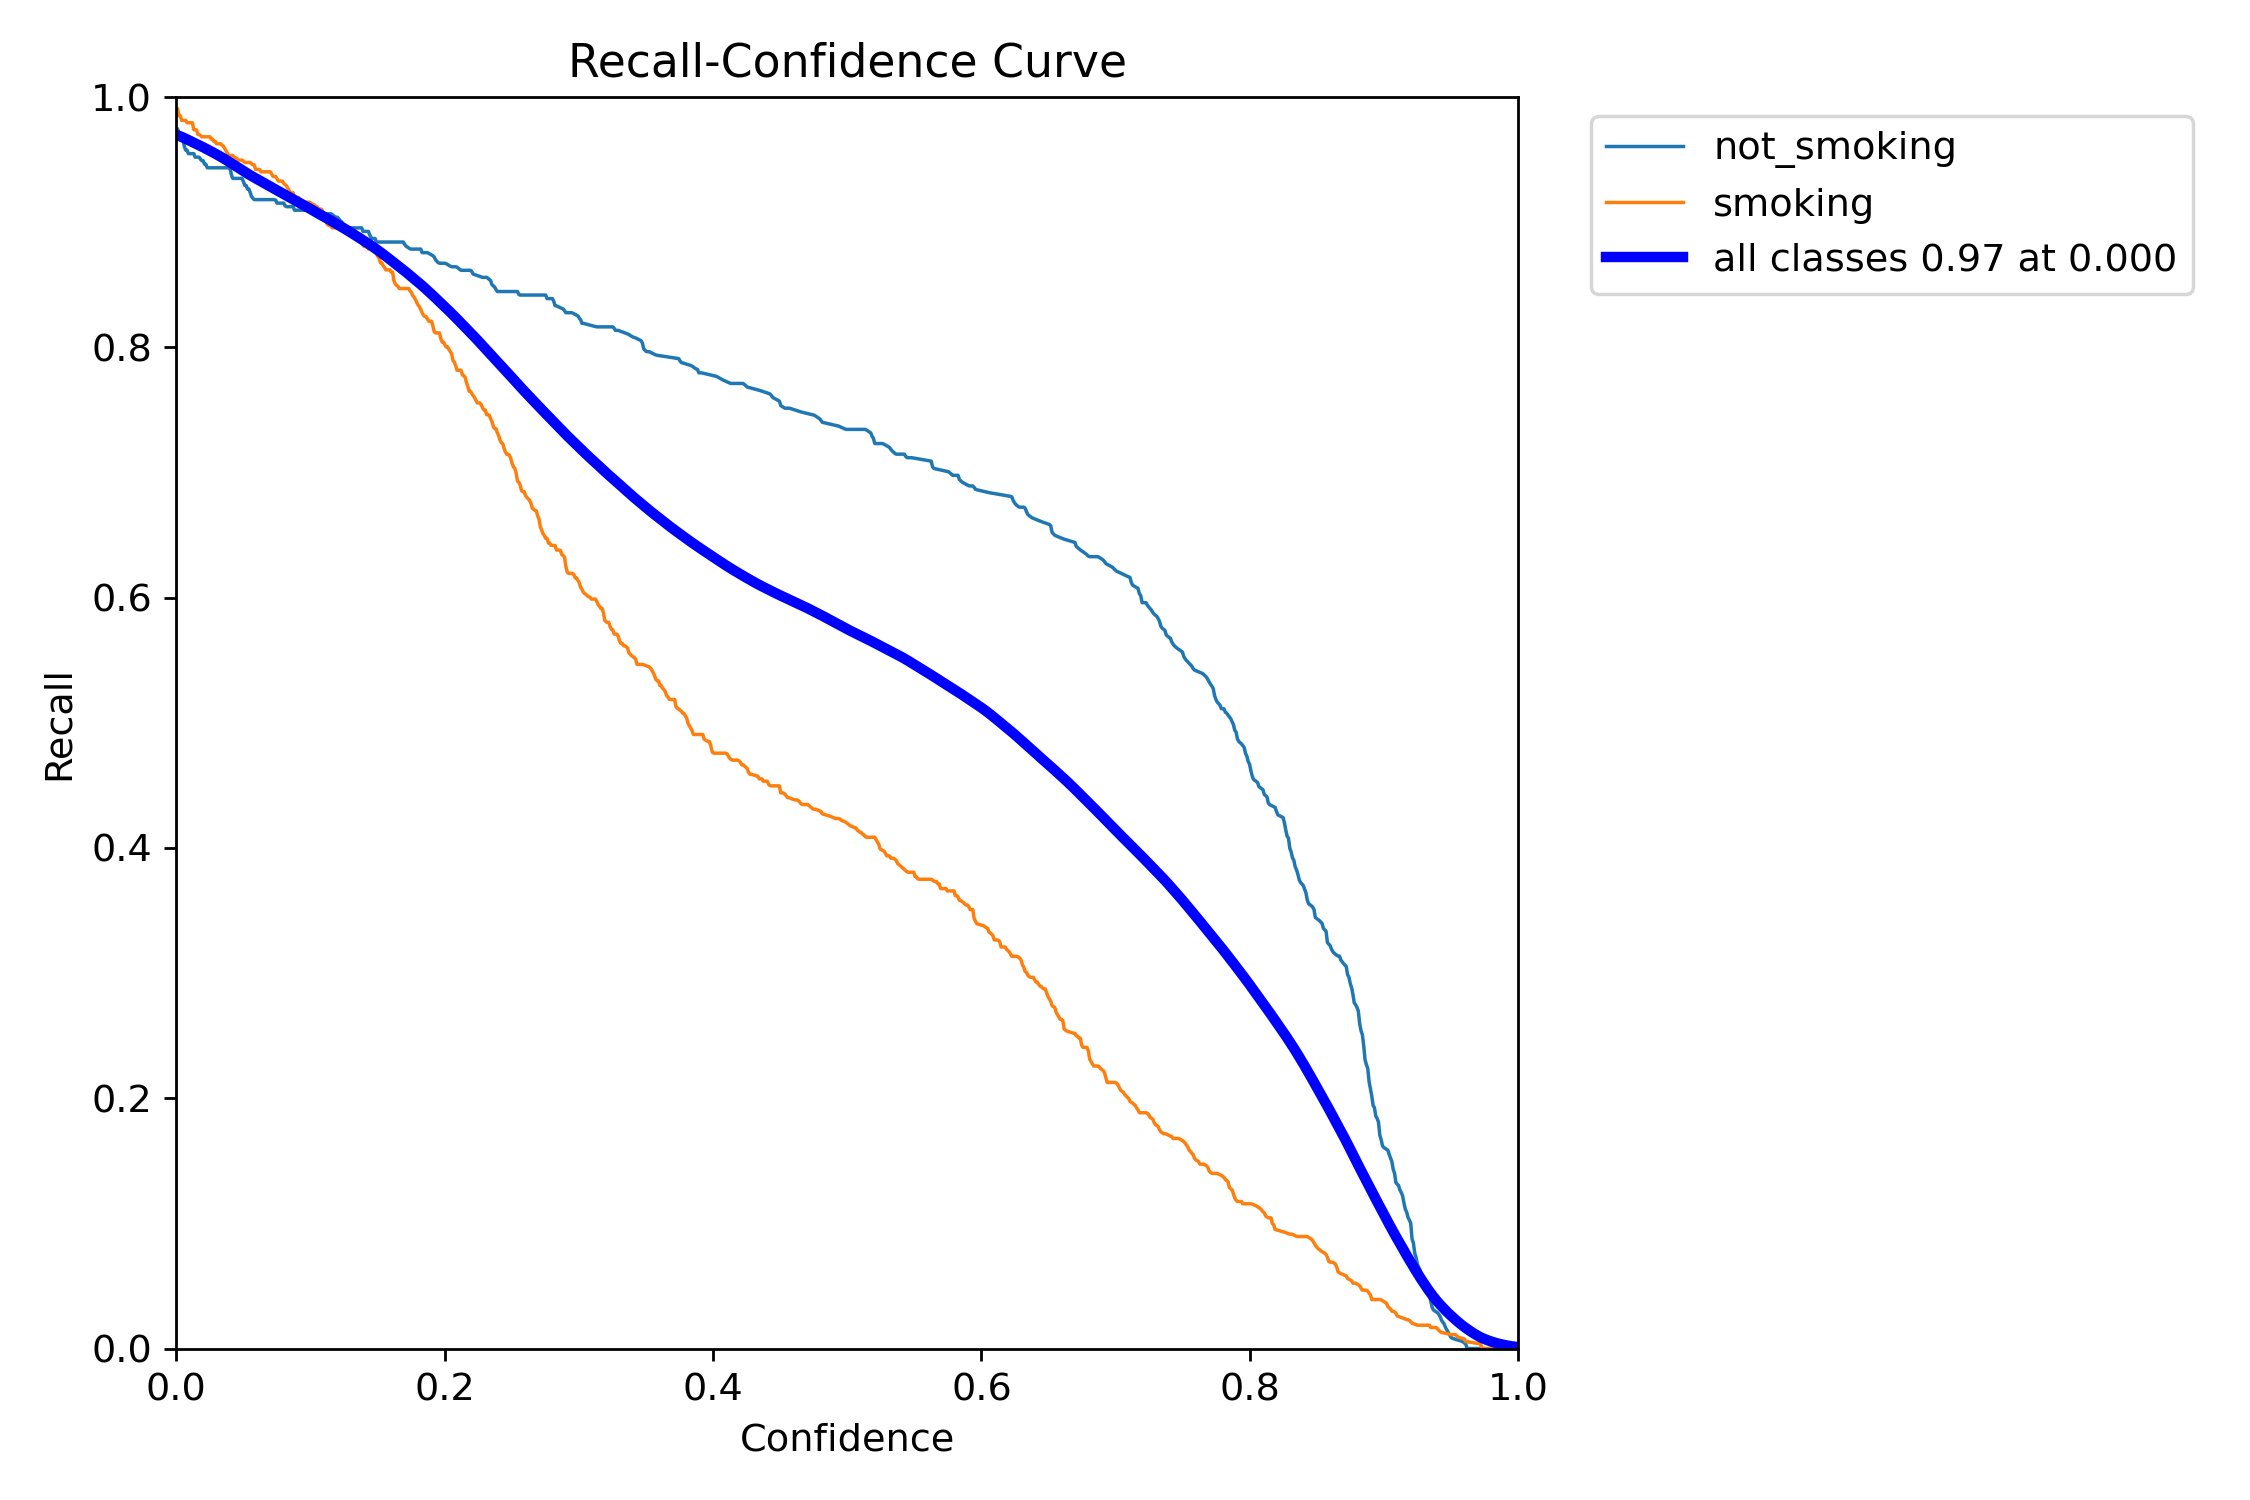 Recall-Confidence Curve
not_smoking
smoking
all classes 0.97 at 0.000
1.0
0.8
0.6
0.4
0.2
0.0
Recall
0.0 0.2 0.4 0.6 0.8 1.0
Confidence